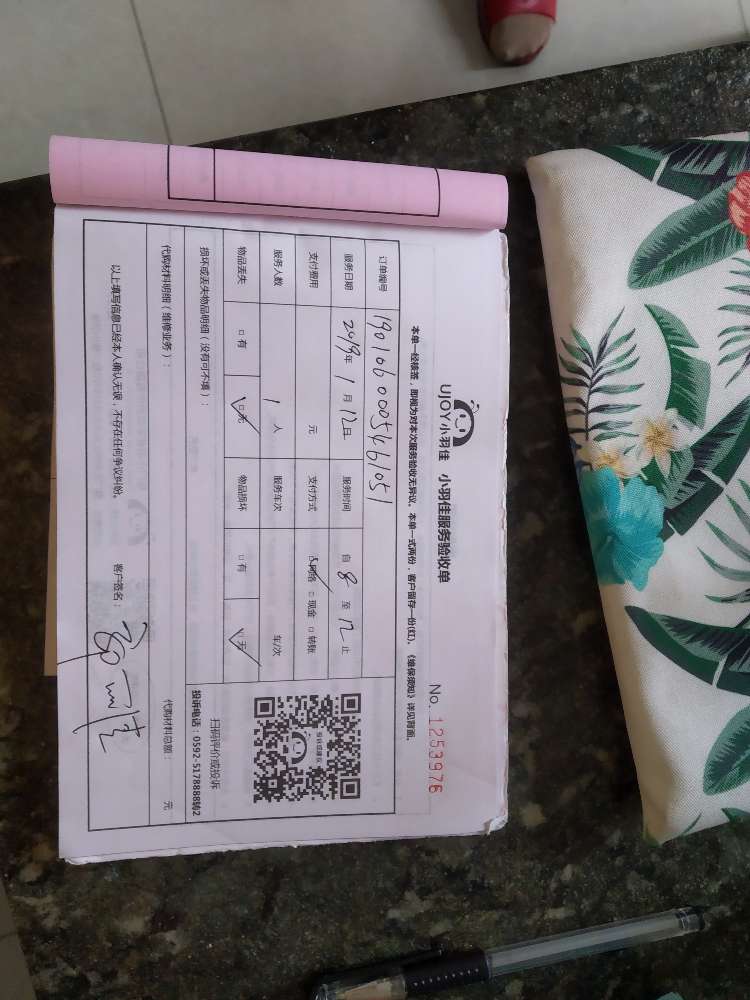 UJOY小羽佳 小羽佳服务验收单
No. 1253976
本单一经核签,即视为对本次服务验收无异议。本单一式两份,客户留存一份(红)。《维保须知》详见背面。
订单编号 1901060005461051
服务日期 2019年 1月 12日 服务时间 自 8 至 12 止
支付费用 元 支付方式 □网络 □现金 □转账
服务人数 1 人 服务车次 车/次
物品丢失 □有 □无 物品损坏 □有 □无
投诉或建议
扫码评价或投诉
投诉电话:0592-5178888转2
损坏或丢失物品明细(没有可不填):
代购材料明细(维修业务): 代购材料总额: 元
以上填写信息已经本人确认无误,不存在任何争议纠纷。 客户签名: